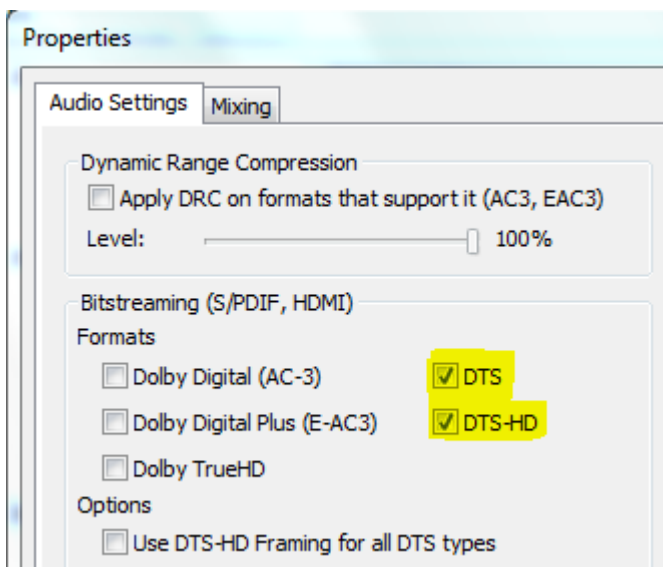 Properties
Audio Settings Mixing
Dynamic Range Compression
Apply DRC on formats that support it (AC3, EAC3)
Level: 100%
Bitstreaming (S/PDIF, HDMI)
Formats
Dolby Digital (AC-3) DTS
Dolby Digital Plus (E-AC3) DTS-HD
Dolby TrueHD
Options
Use DTS-HD Framing for all DTS types